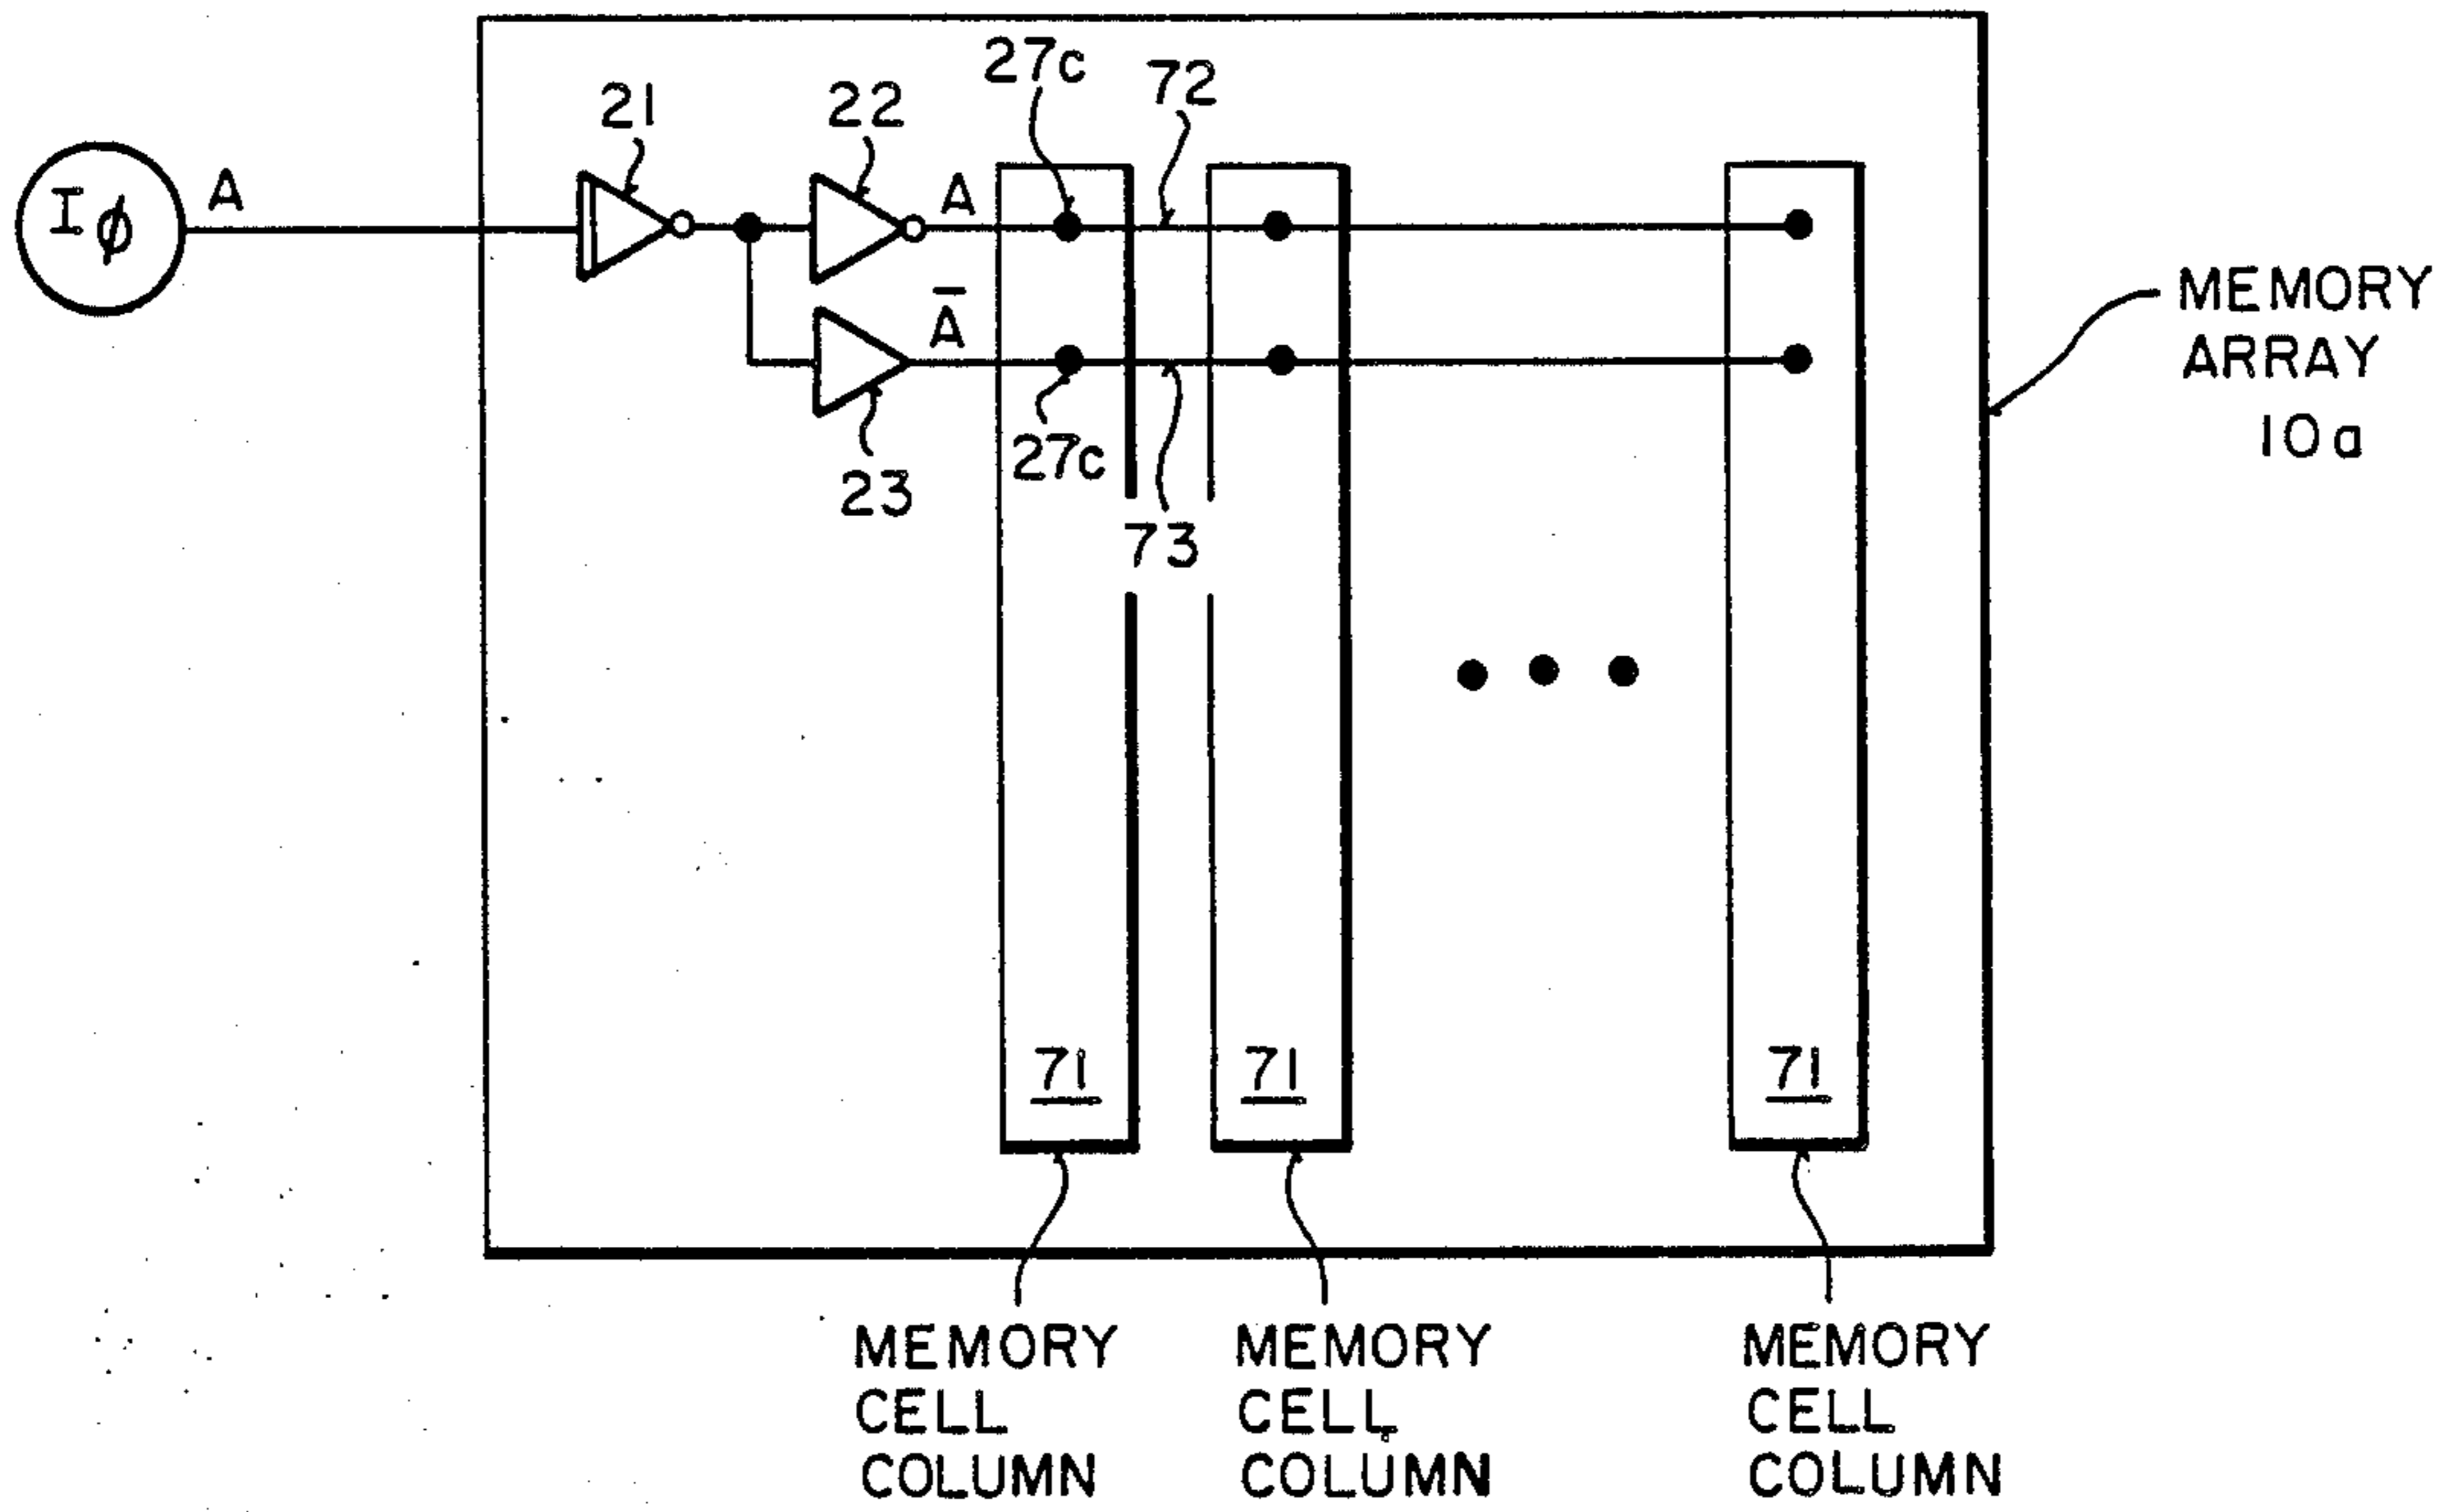 27c
72
21
22
A
A
Iϕ
A̅
MEMORY
ARRAY
10a
27c
23
73
71
71
71
MEMORY
CELL
COLUMN
MEMORY
CELL
COLUMN
MEMORY
CELL
COLUMN